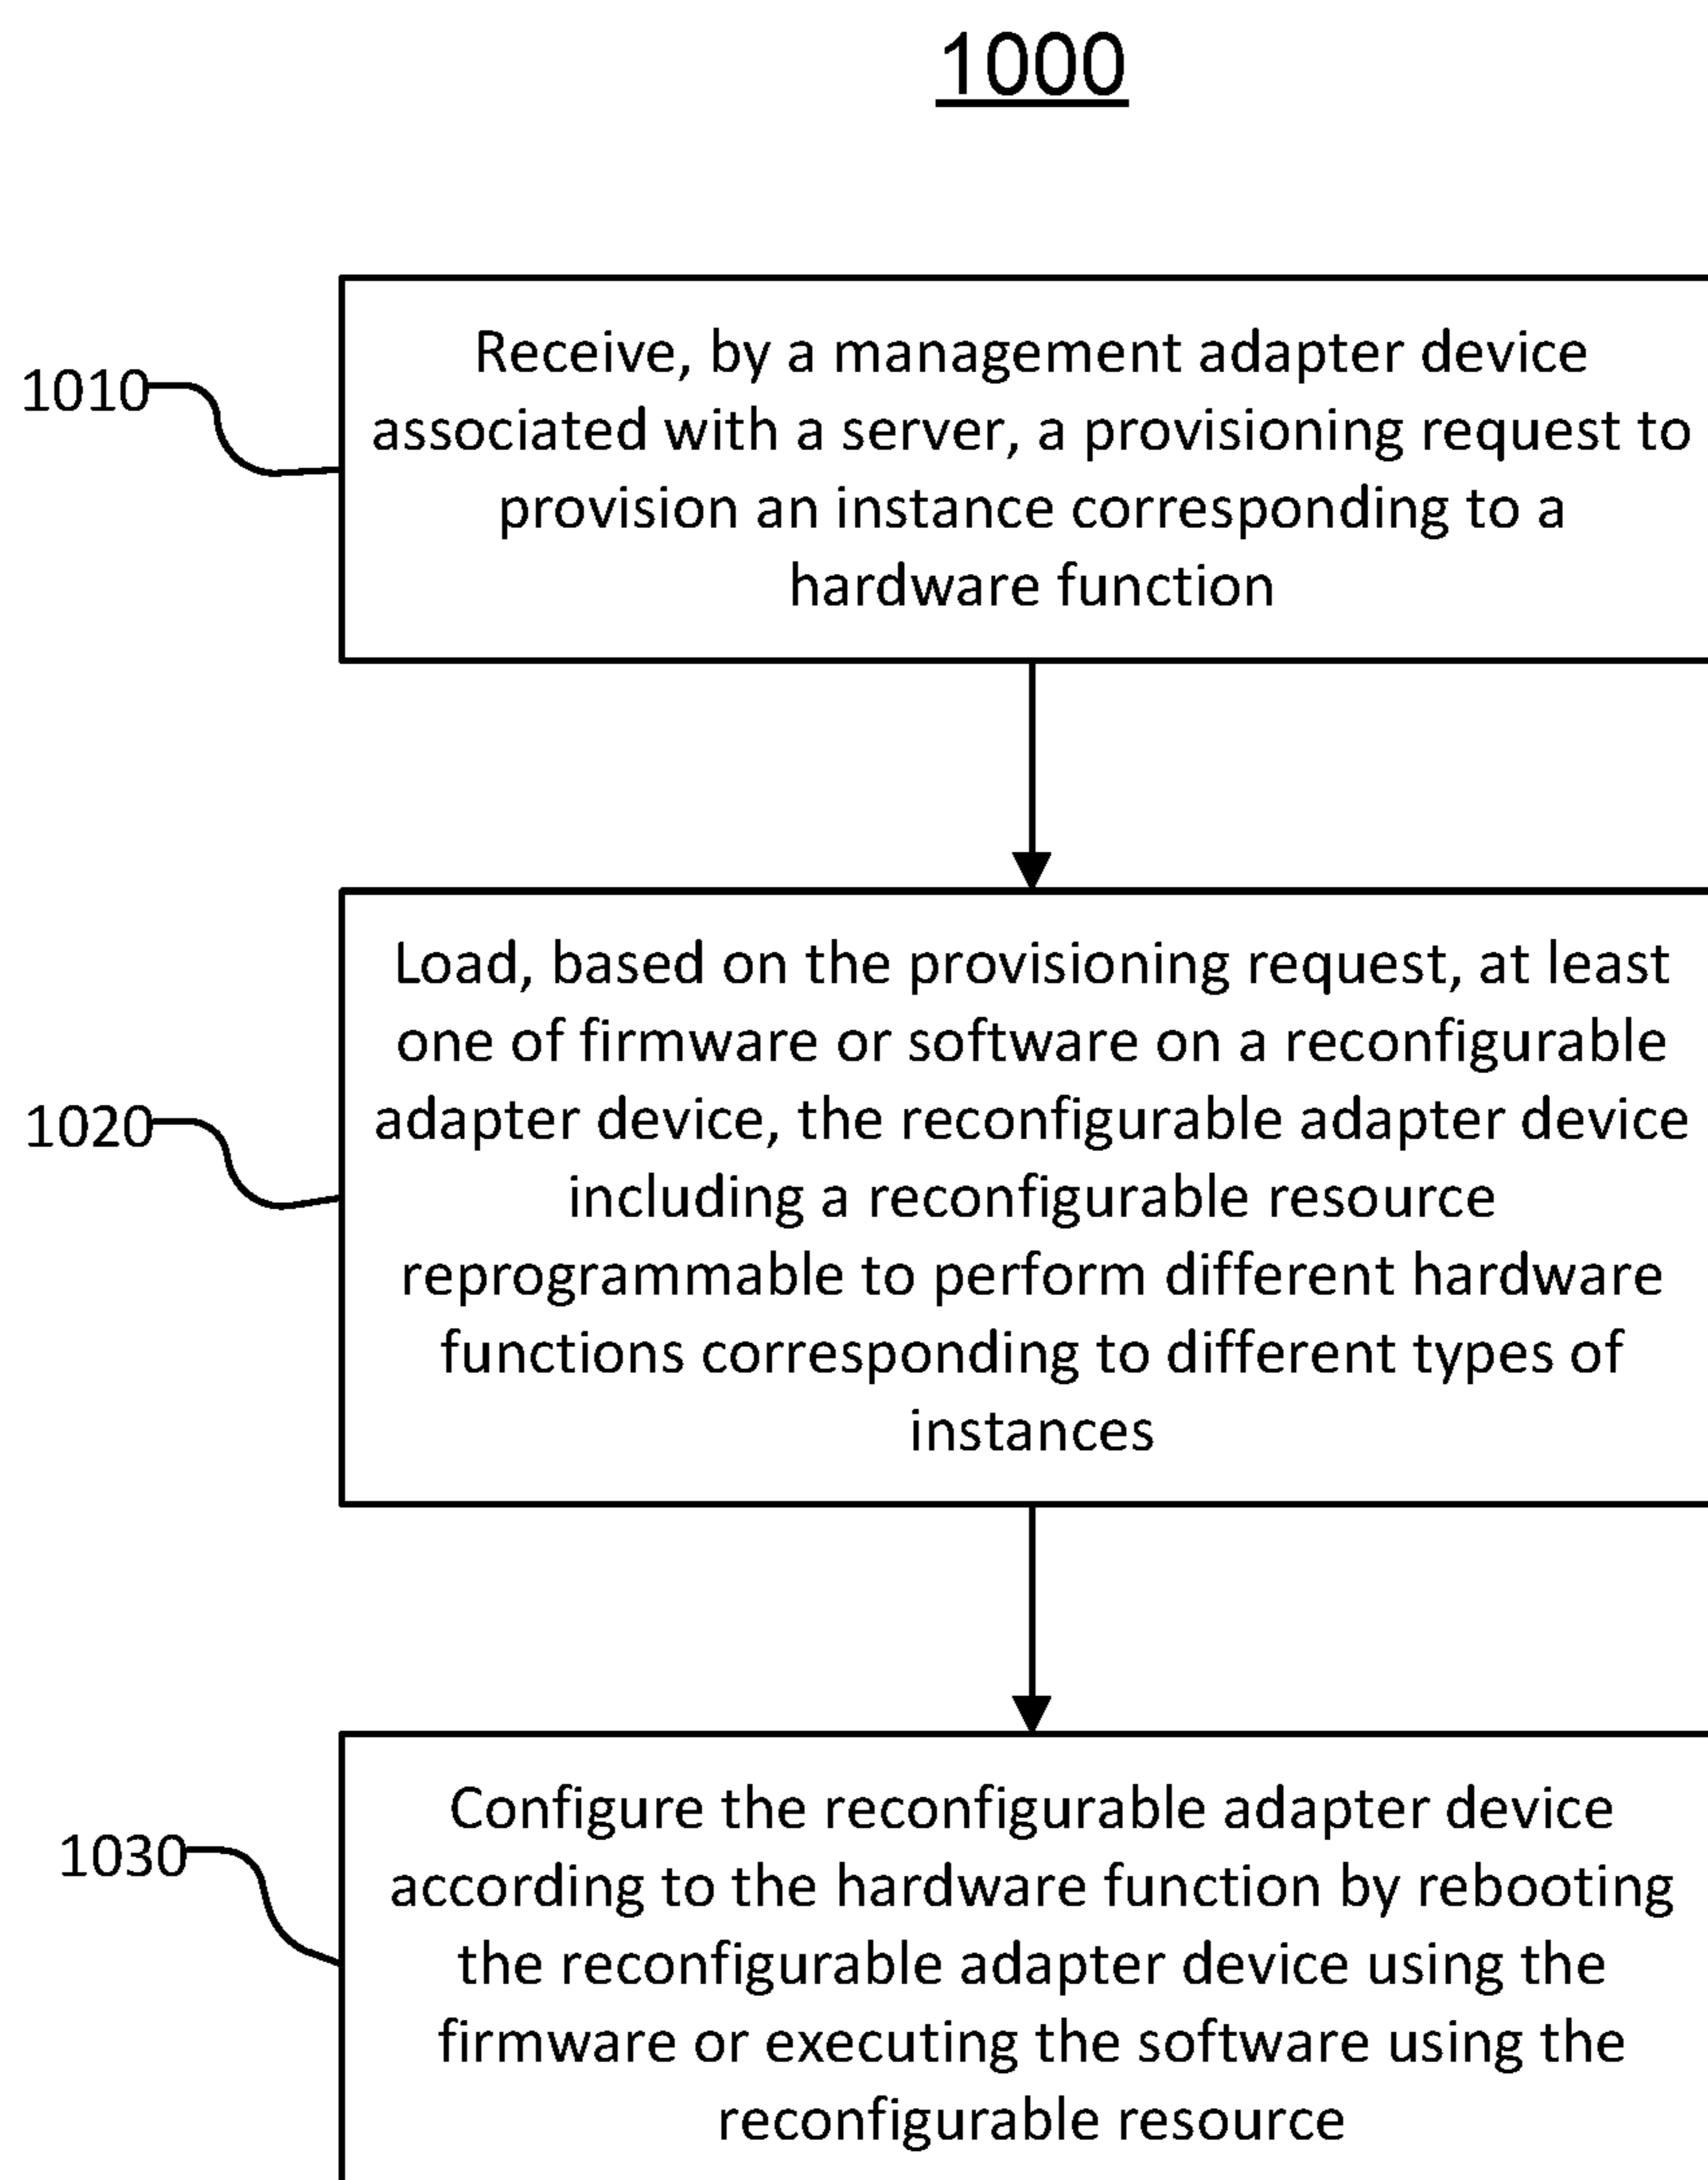 1000
1010
Receive, by a management adapter device
associated with a server, a provisioning request to
provision an instance corresponding to a
hardware function
1020
Load, based on the provisioning request, at least
one of firmware or software on a reconfigurable
adapter device, the reconfigurable adapter device
including a reconfigurable resource
reprogrammable to perform different hardware
functions corresponding to different types of
instances
1030
Configure the reconfigurable adapter device
according to the hardware function by rebooting
the reconfigurable adapter device using the
firmware or executing the software using the
reconfigurable resource